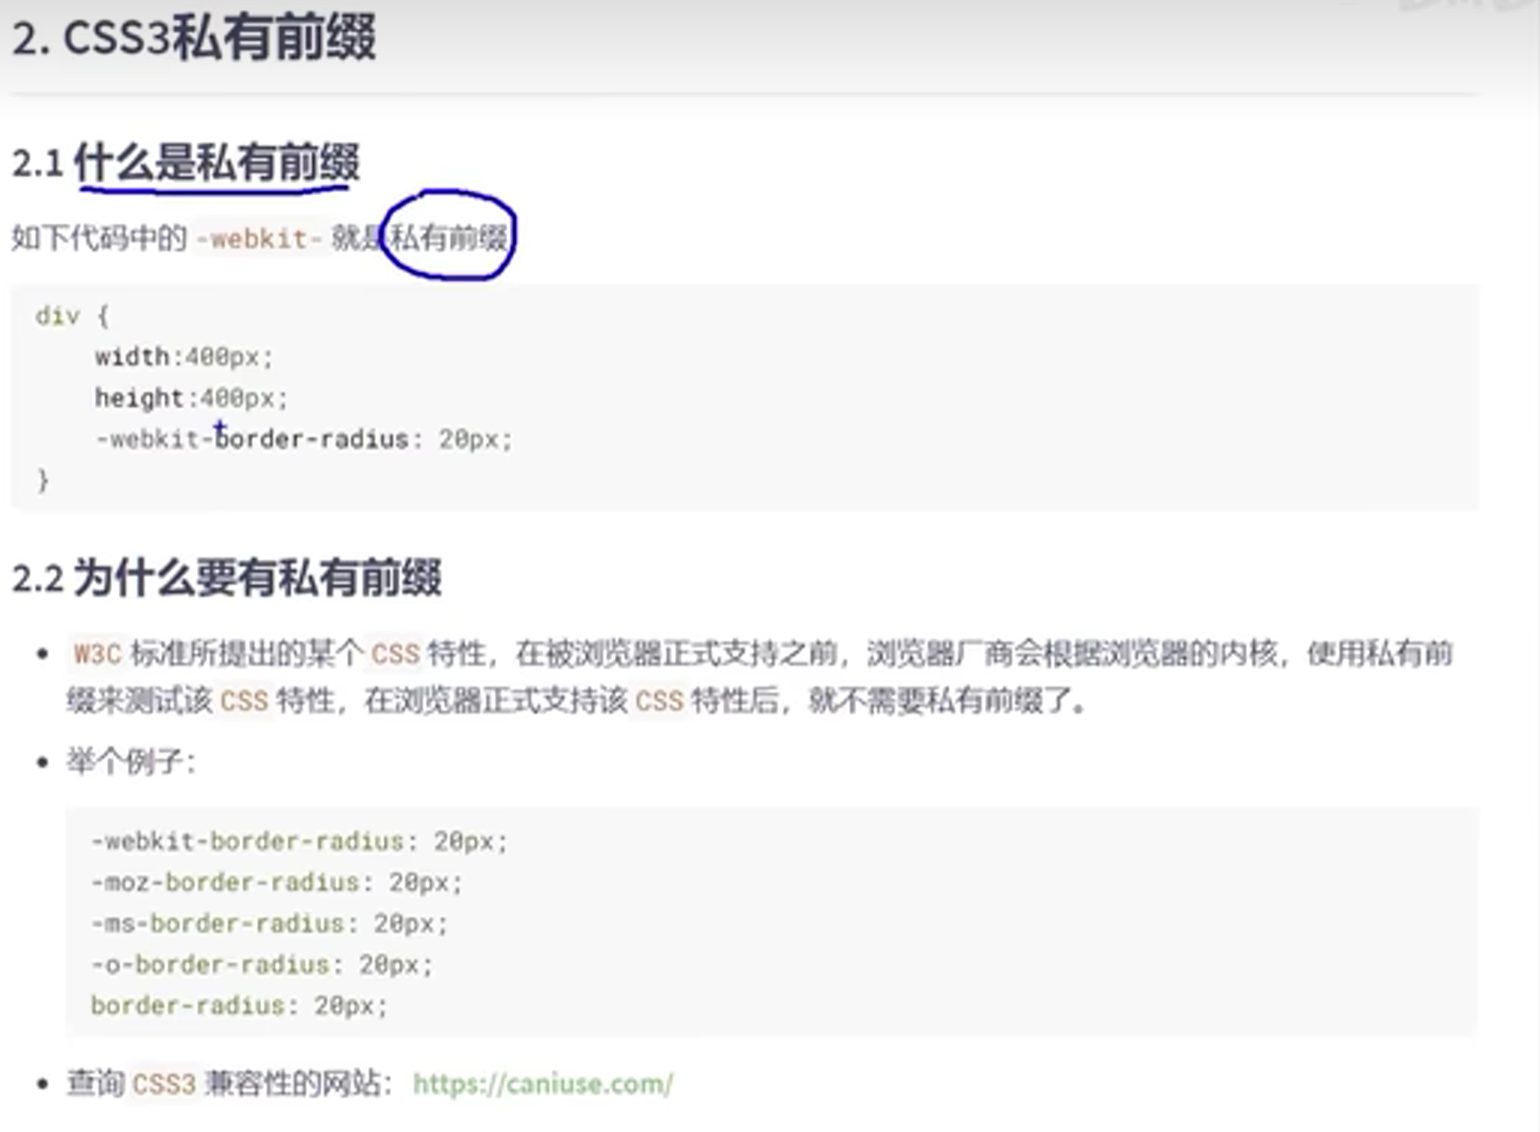 2. CSS3私有前缀
2.1 什么是私有前缀
如下代码中的 -webkit- 就是私有前缀
div {
    width:400px;
    height:400px;
    -webkit-border-radius: 20px;
}
2.2 为什么要有私有前缀
• W3C 标准所提出的某个 CSS 特性，在被浏览器正式支持之前，浏览器厂商会根据浏览器的内核，使用私有前
缀来测试该 CSS 特性，在浏览器正式支持该 CSS 特性后，就不需要私有前缀了。
• 举个例子：
-webkit-border-radius: 20px;
-moz-border-radius: 20px;
-ms-border-radius: 20px;
-o-border-radius: 20px;
border-radius: 20px;
• 查询 CSS3 兼容性的网站：https://caniuse.com/